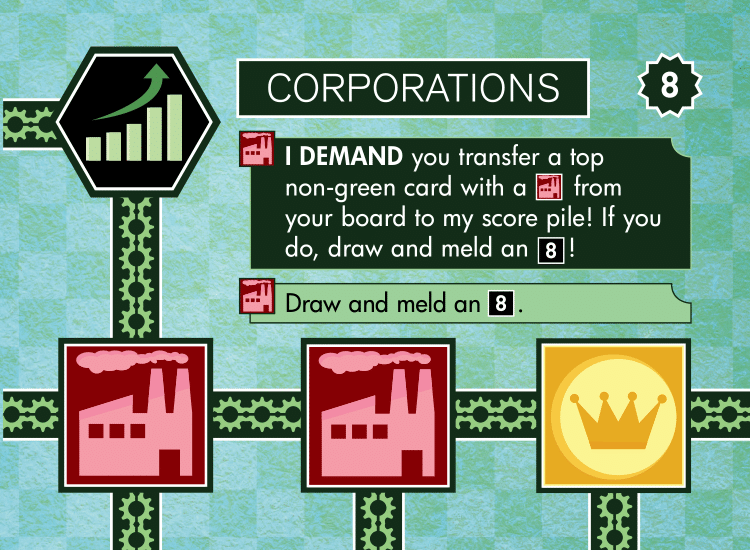 CORPORATIONS
8
I DEMAND you transfer a top
non-green card with a from
your board to my score pile! If you
do, draw and meld an 8!
Draw and meld an 8.